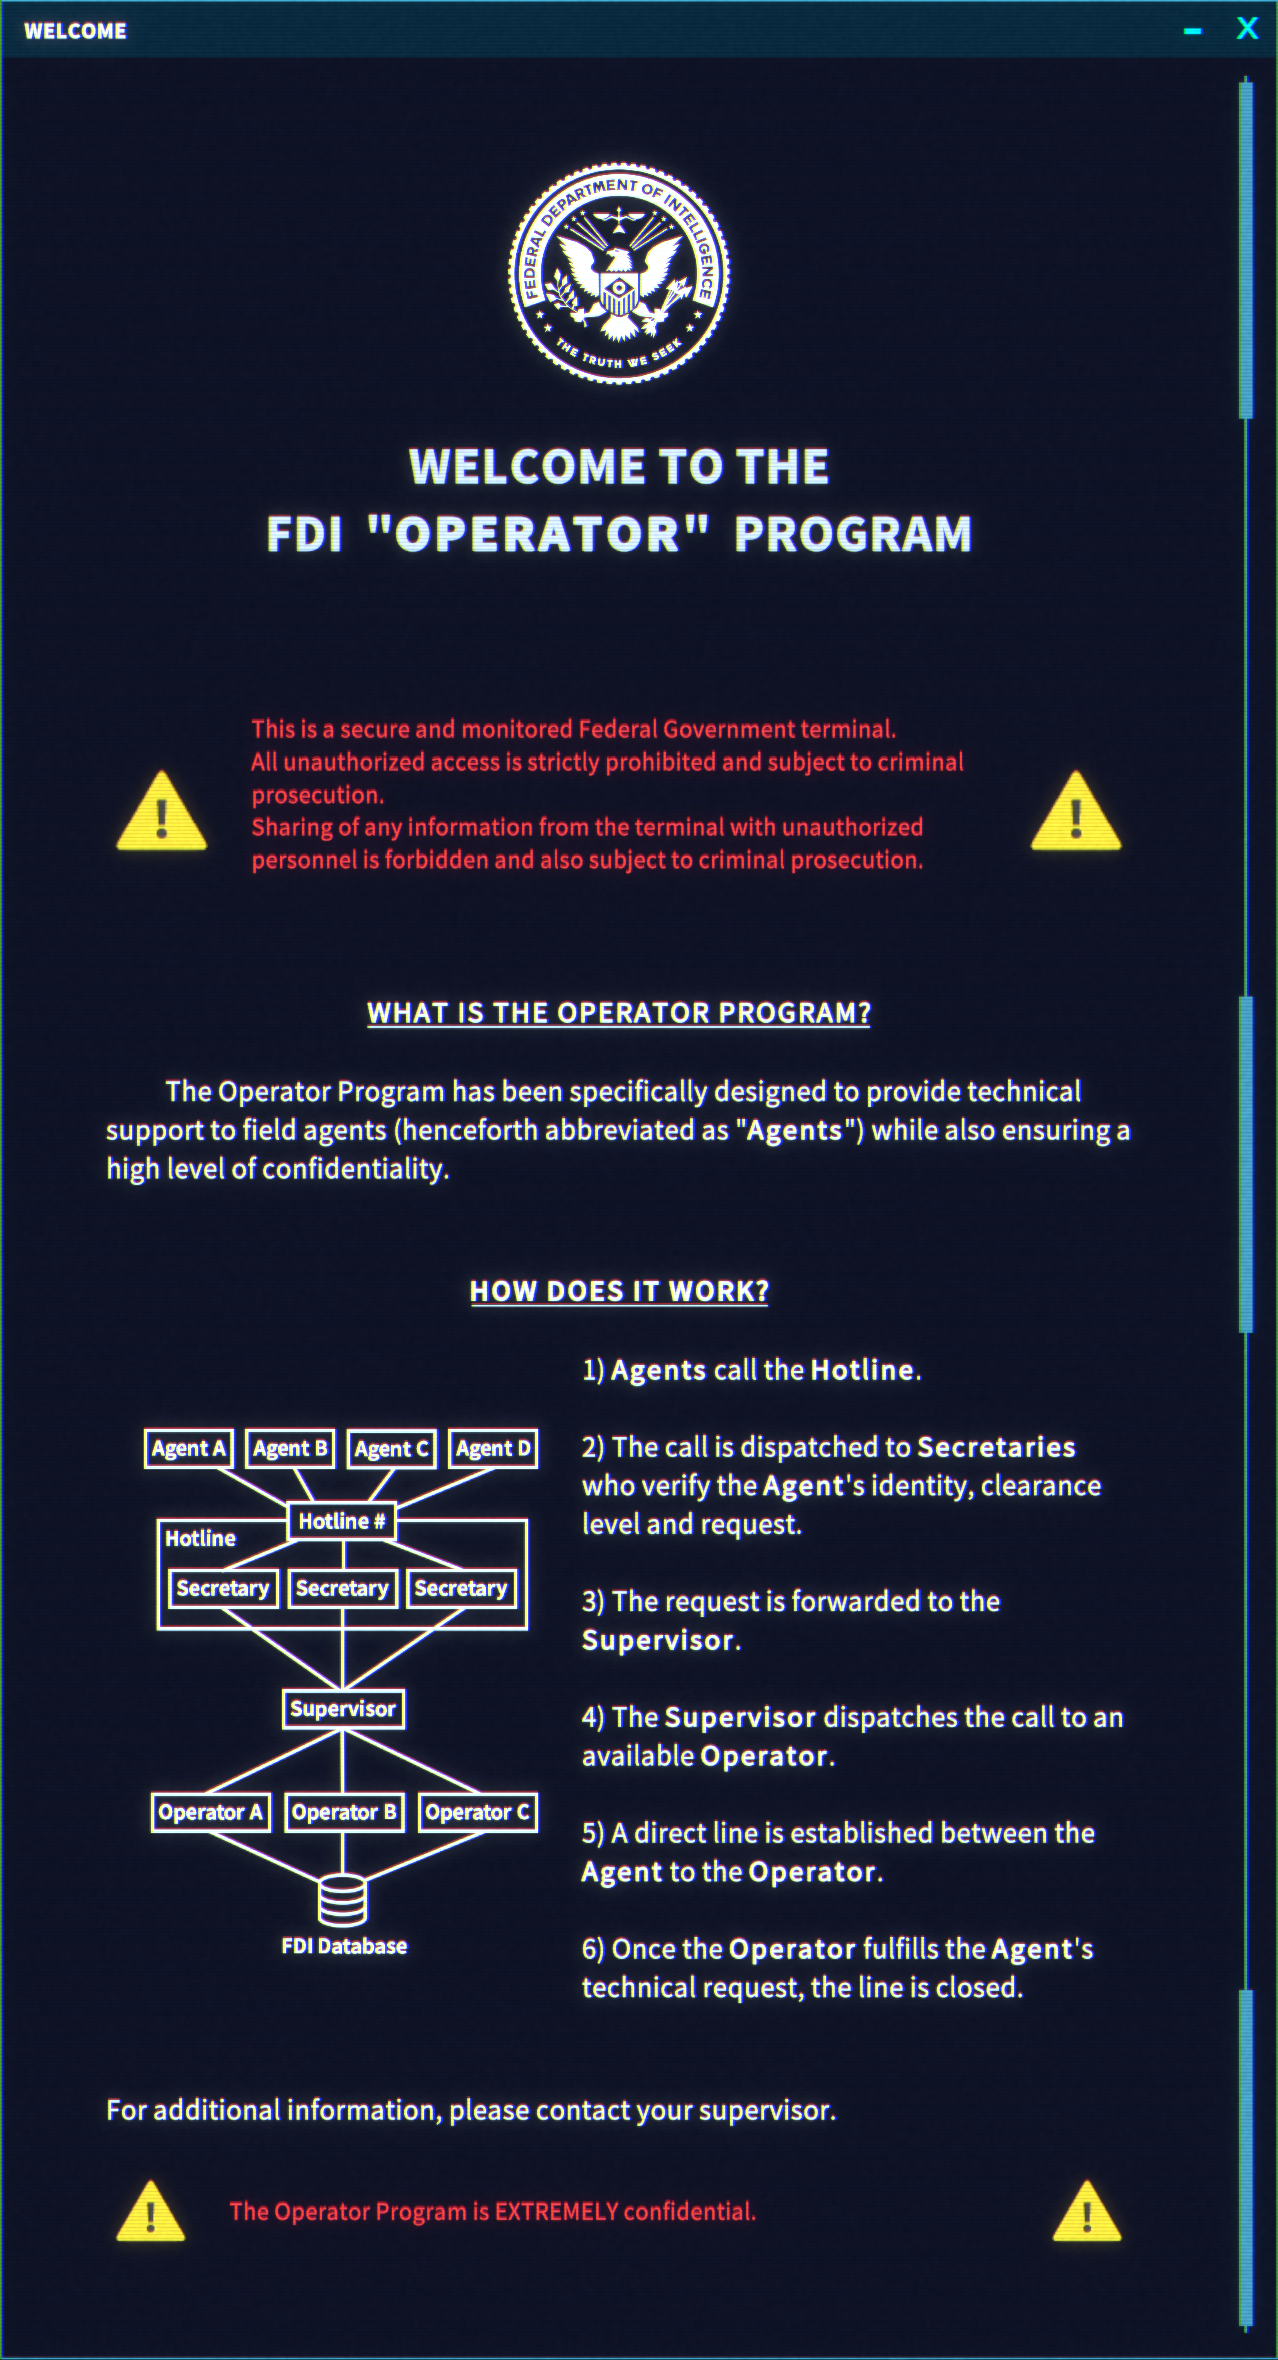 WELCOME
– X
FEDERAL DEPARTMENT OF INTELLIGENCE
THE TRUTH WE SEEK
WELCOME TO THE
FDI "OPERATOR" PROGRAM
This is a secure and monitored Federal Government terminal.
All unauthorized access is strictly prohibited and subject to criminal
prosecution.
Sharing of any information from the terminal with unauthorized
personnel is forbidden and also subject to criminal prosecution.
WHAT IS THE OPERATOR PROGRAM?
The Operator Program has been specifically designed to provide technical
support to field agents (henceforth abbreviated as "Agents") while also ensuring a
high level of confidentiality.
HOW DOES IT WORK?
Agent A Agent B Agent C Agent D
Hotline #
Hotline
Secretary Secretary Secretary
Supervisor
Operator A Operator B Operator C
FDI Database
1) Agents call the Hotline.
2) The call is dispatched to Secretaries
who verify the Agent's identity, clearance
level and request.
3) The request is forwarded to the
Supervisor.
4) The Supervisor dispatches the call to an
available Operator.
5) A direct line is established between the
Agent to the Operator.
6) Once the Operator fulfills the Agent's
technical request, the line is closed.
For additional information, please contact your supervisor.
The Operator Program is EXTREMELY confidential.